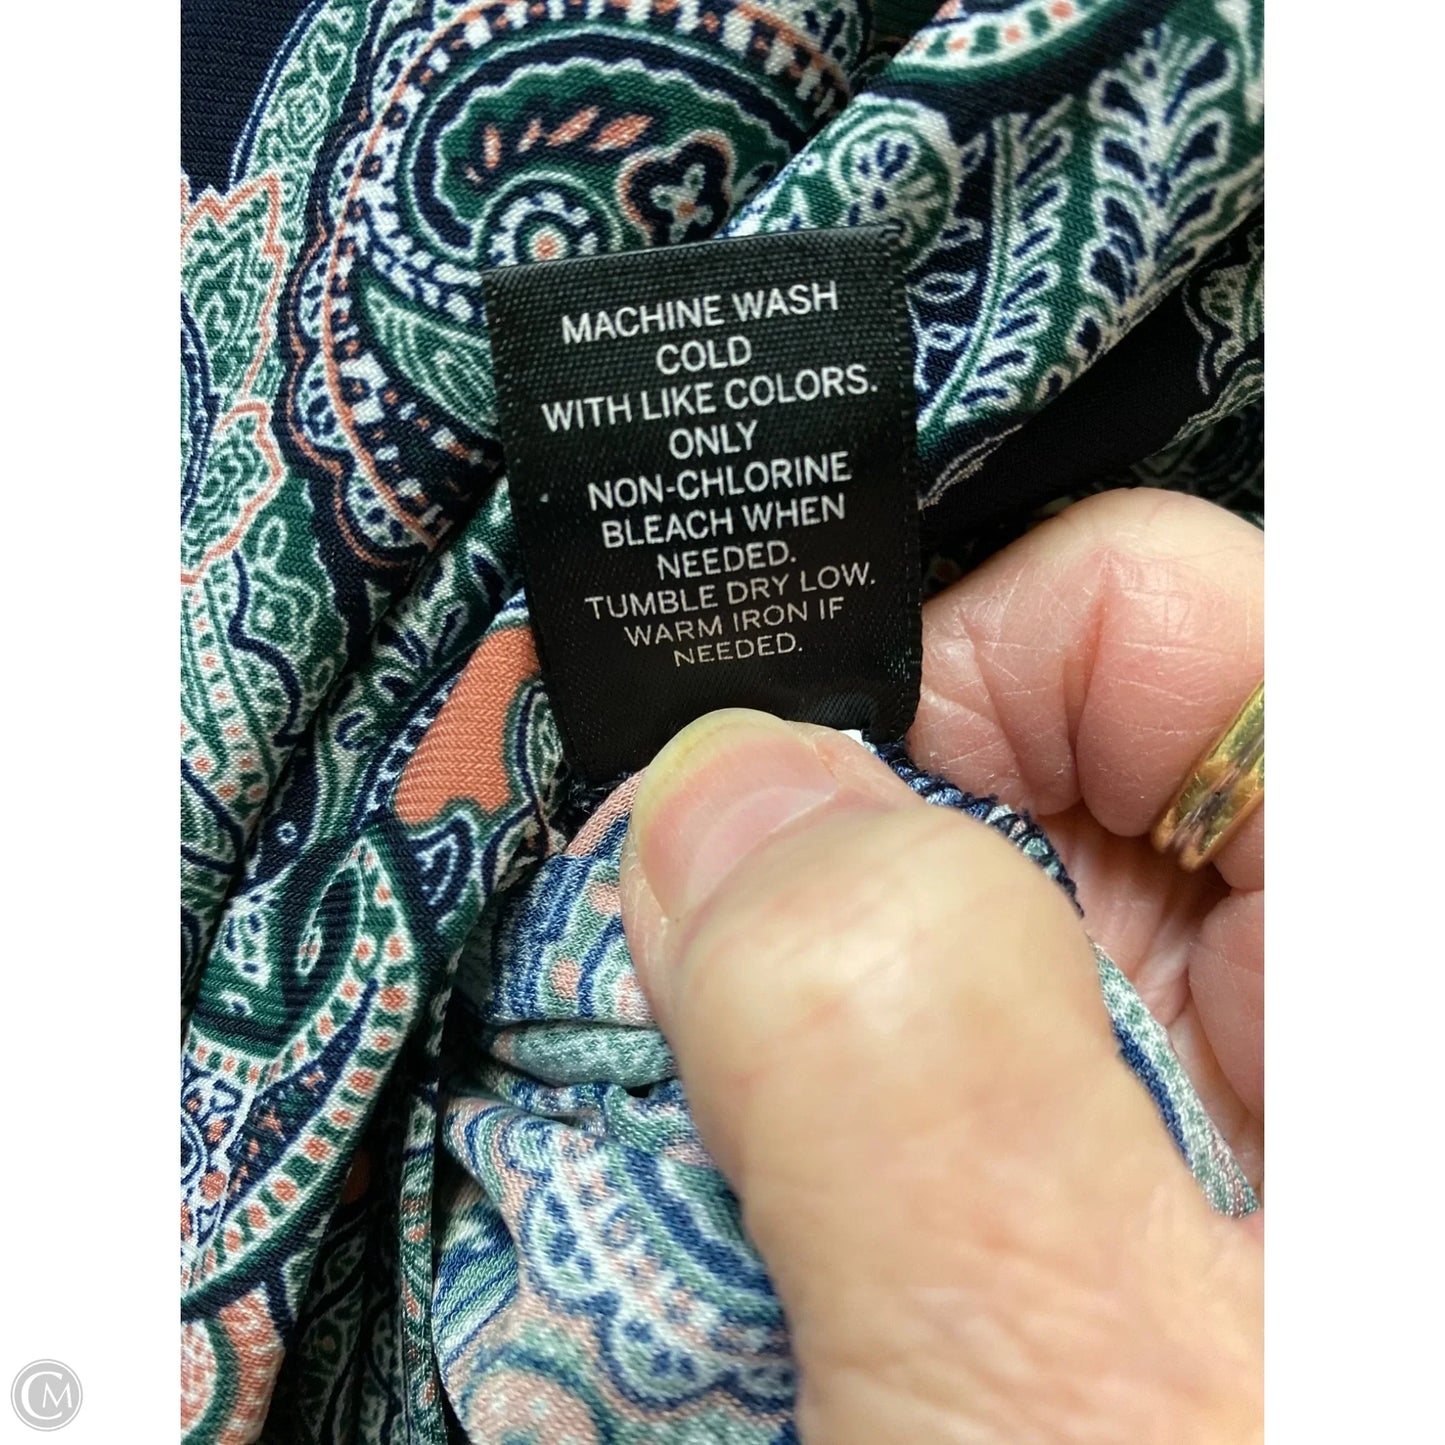 MACHINE WASH
COLD
WITH LIKE COLORS.
ONLY
NON-CHLORINE
BLEACH WHEN
NEEDED.
TUMBLE DRY LOW.
WARM IRON IF
NEEDED.
CM